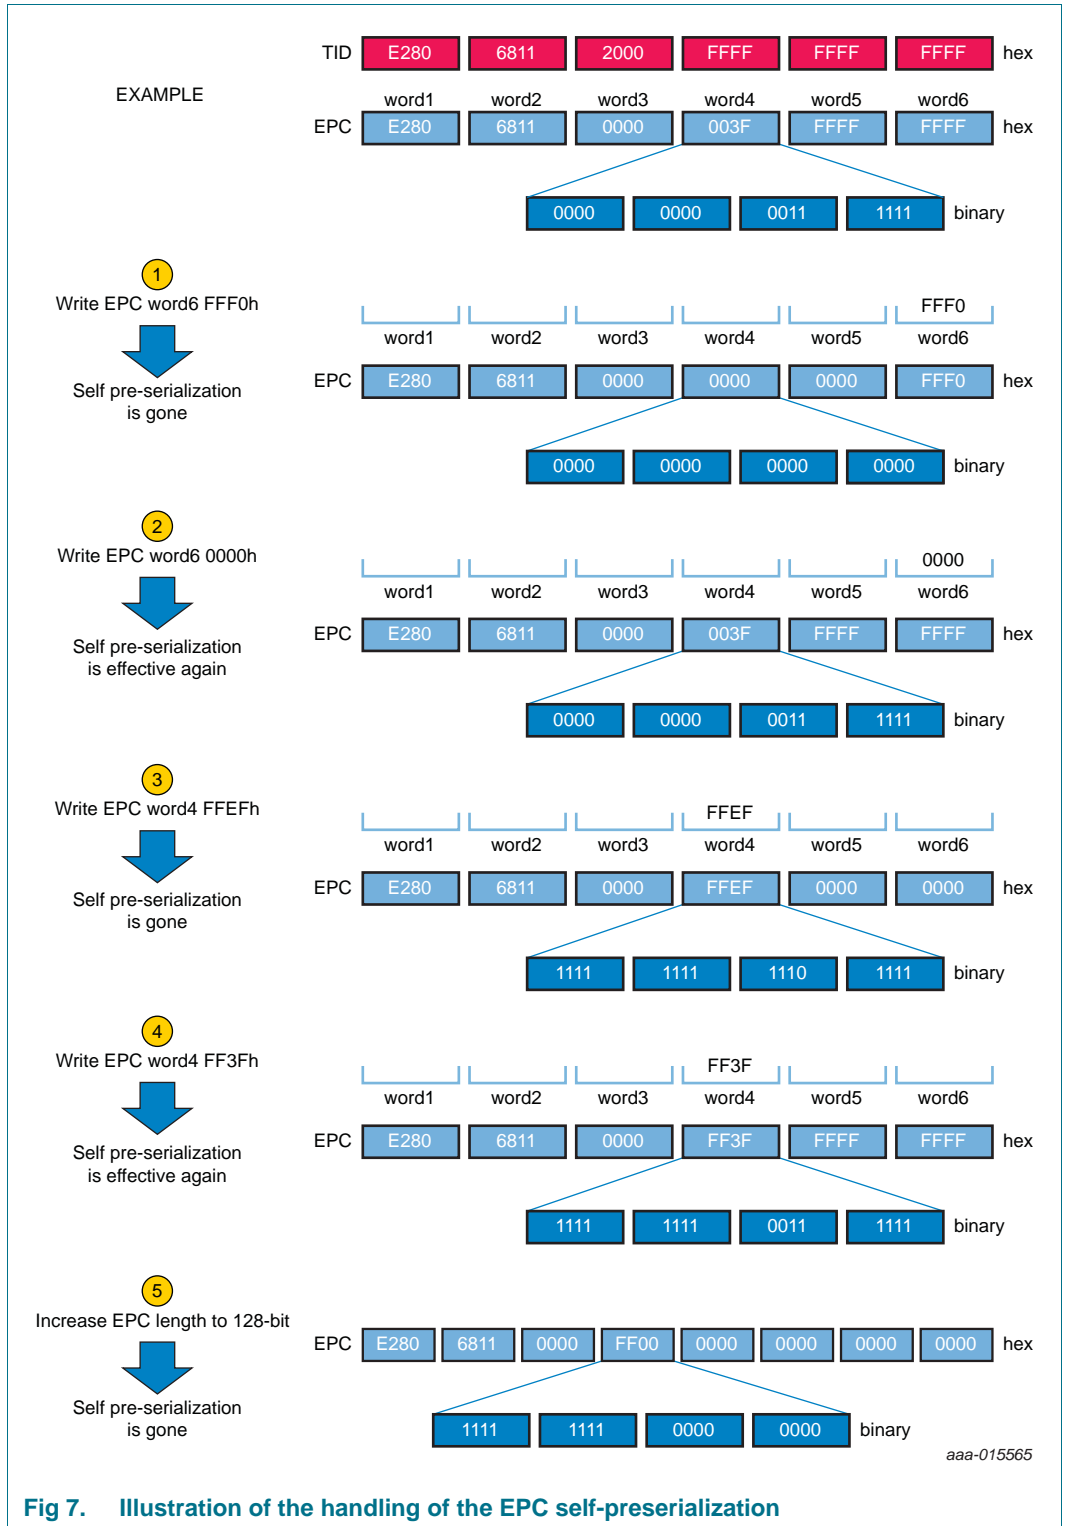 TID E280 6811 2000 FFFF FFFF FFFF hex
EXAMPLE
word1 word2 word3 word4 word5 word6
EPC E280 6811 0000 003F FFFF FFFF hex
0000 0000 0011 1111 binary
1
Write EPC word6 FFF0h
FFF0
word1 word2 word3 word4 word5 word6
Self pre-serialization
is gone
EPC E280 6811 0000 0000 0000 FFF0 hex
0000 0000 0000 0000 binary
2
Write EPC word6 0000h
0000
word1 word2 word3 word4 word5 word6
Self pre-serialization
is effective again
EPC E280 6811 0000 003F FFFF FFFF hex
0000 0000 0011 1111 binary
3
Write EPC word4 FFEFh
FFEF
word1 word2 word3 word4 word5 word6
Self pre-serialization
is gone
EPC E280 6811 0000 FFEF 0000 0000 hex
1111 1111 1110 1111 binary
4
Write EPC word4 FF3Fh
FF3F
word1 word2 word3 word4 word5 word6
Self pre-serialization
is effective again
EPC E280 6811 0000 FF3F FFFF FFFF hex
1111 1111 0011 1111 binary
5
Increase EPC length to 128-bit
EPC E280 6811 0000 FF00 0000 0000 0000 0000 hex
Self pre-serialization
is gone
1111 1111 0000 0000 binary
aaa-015565
Fig 7. Illustration of the handling of the EPC self-preserialization